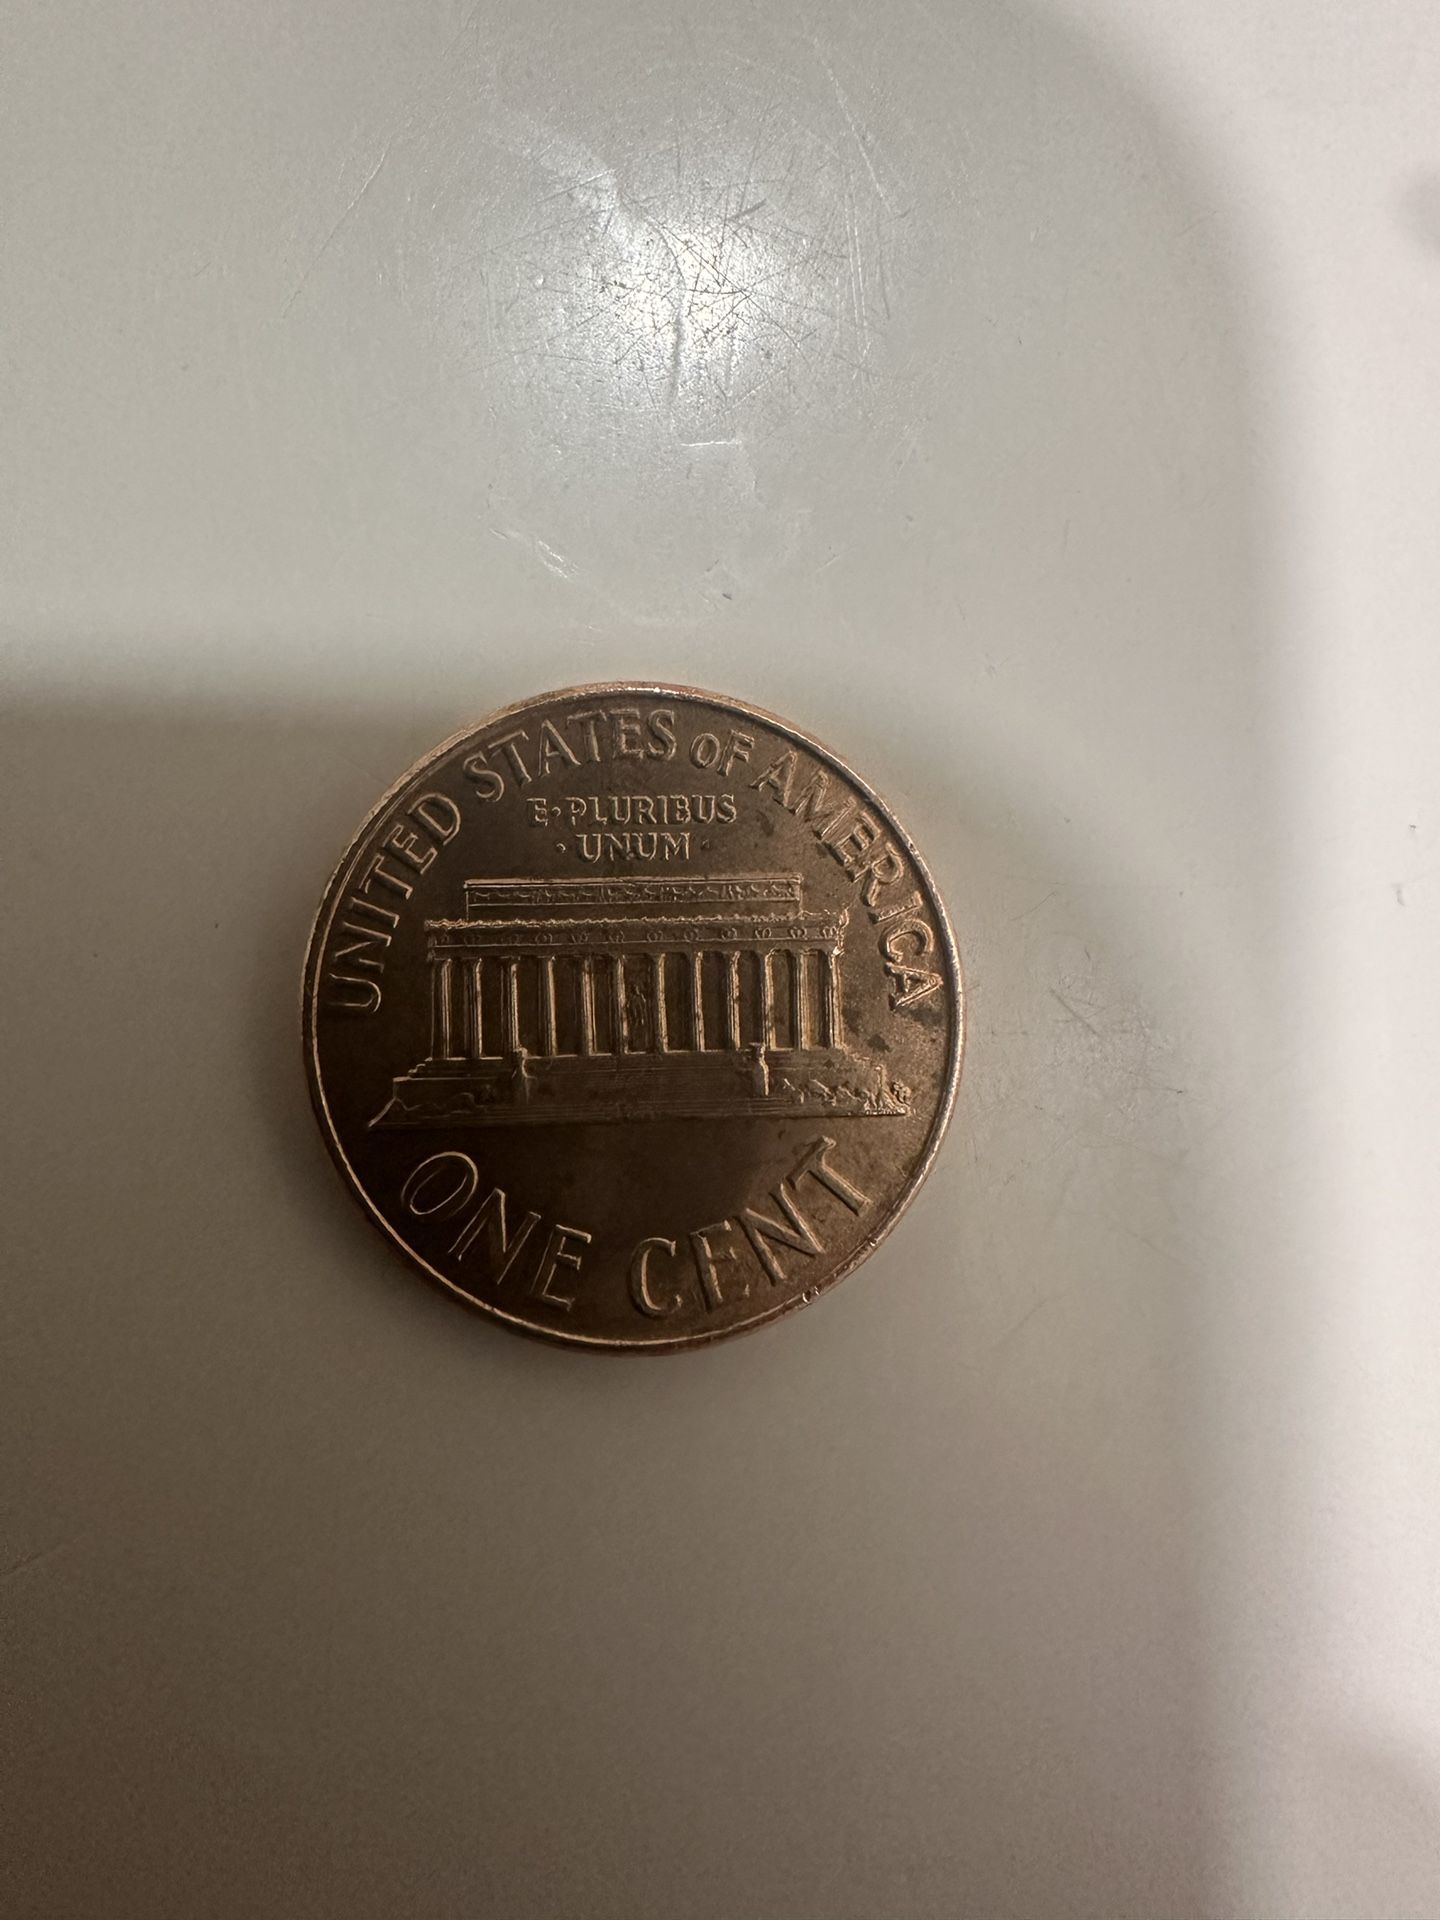 UNITED STATES OF AMERICA
E·PLURIBUS
·UNUM·
ONE CENT